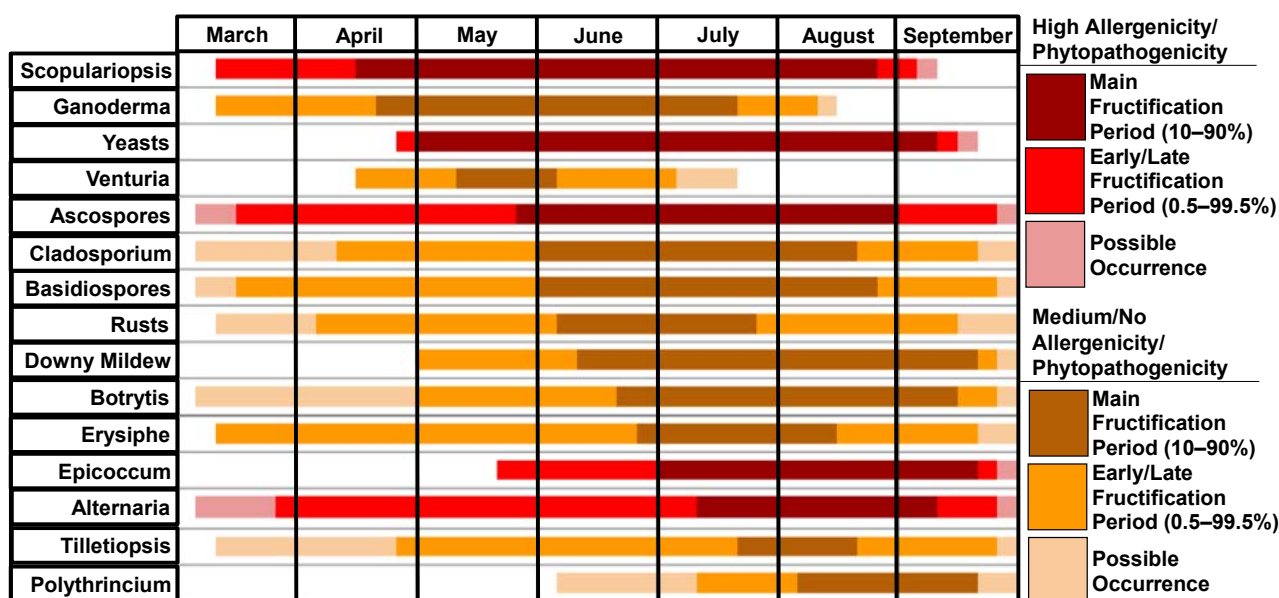 March April May June July August September
Scopulariopsis
Ganoderma
Yeasts
Venturia
Ascospores
Cladosporium
Basidiospores
Rusts
Downy Mildew
Botrytis
Erysiphe
Epicoccum
Alternaria
Tilletiopsis
Polythrincium
High Allergenicity/
Phytopathogenicity
Main
Fructification
Period (10–90%)
Early/Late
Fructification
Period (0.5–99.5%)
Possible
Occurrence
Medium/No
Allergenicity/
Phytopathogenicity
Main
Fructification
Period (10–90%)
Early/Late
Fructification
Period (0.5–99.5%)
Possible
Occurrence